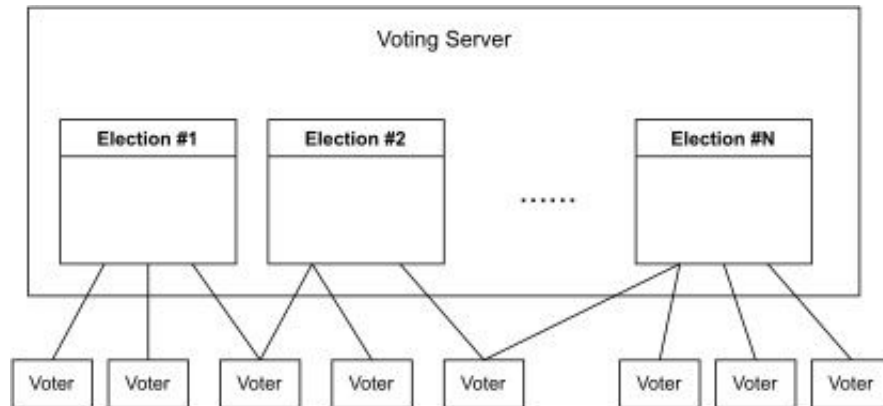 Voting Server
Election #1 Election #2 Election #N
......
Voter Voter Voter Voter Voter Voter Voter Voter